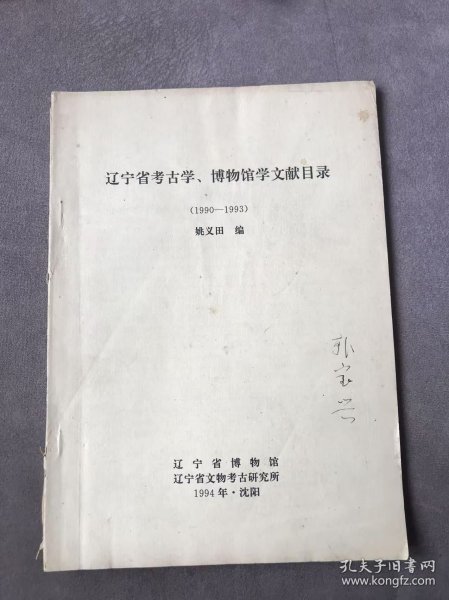 辽宁省考古学、博物馆学文献目录
(1990—1993)
姚义田 编
辽宁省博物馆
辽宁省文物考古研究所
1994年·沈阳
孔夫子旧书网
www.kongfz.com